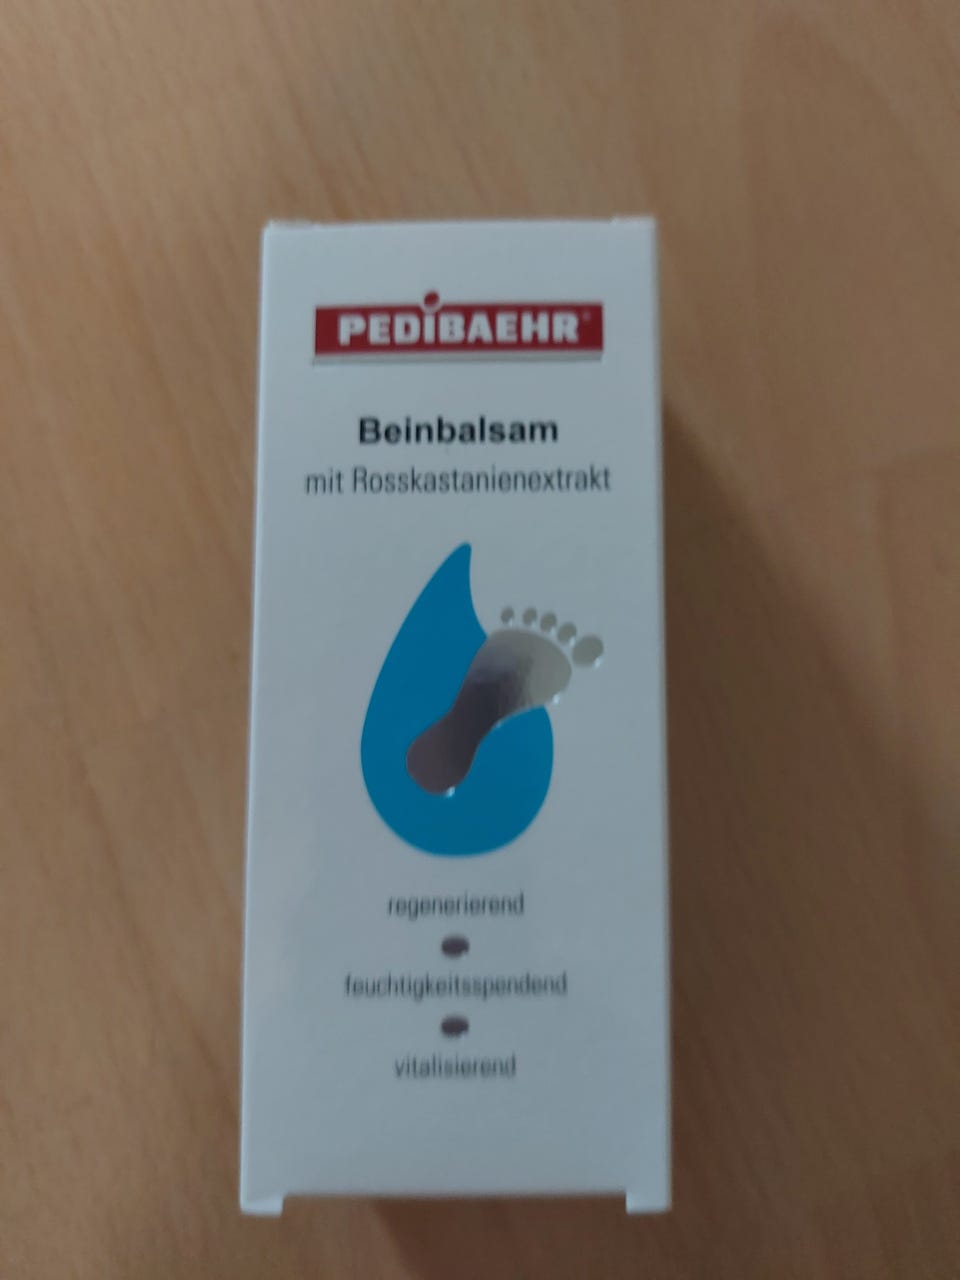 PEDIBAEHR®
Beinbalsam
mit Rosskastanienextrakt
regenerierend
feuchtigkeitsspendend
vitalisierend